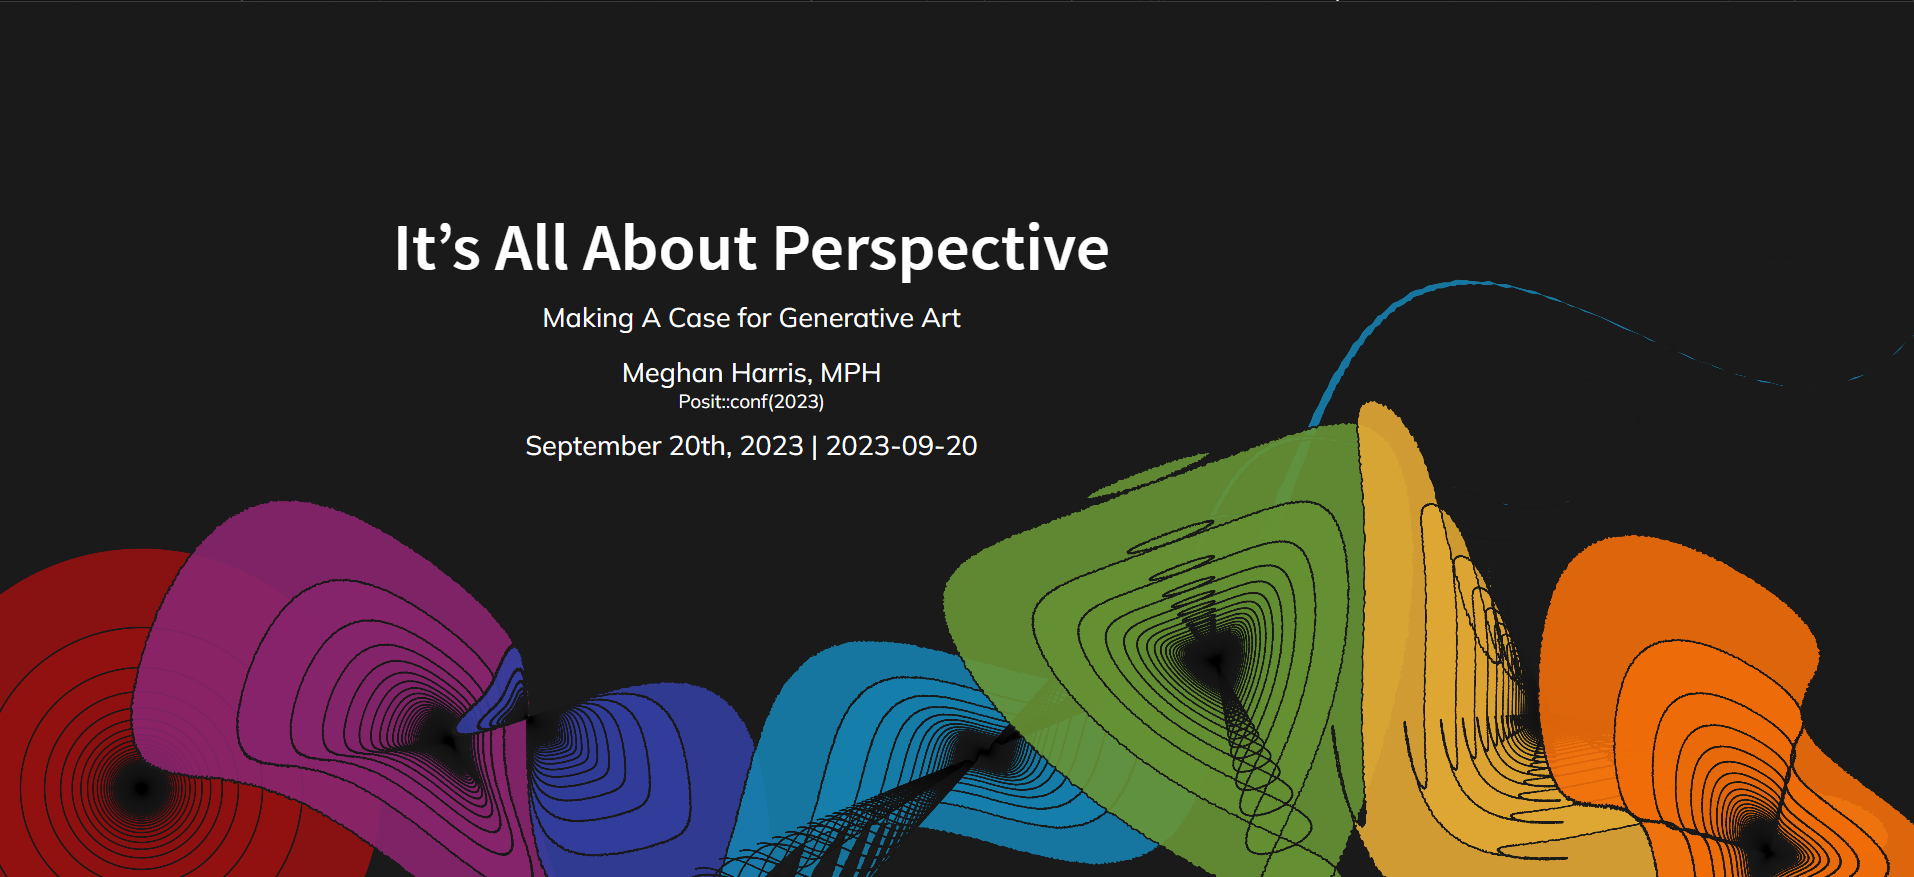 It’s All About Perspective
Making A Case for Generative Art
Meghan Harris, MPH
Posit::conf(2023)
September 20th, 2023 | 2023-09-20